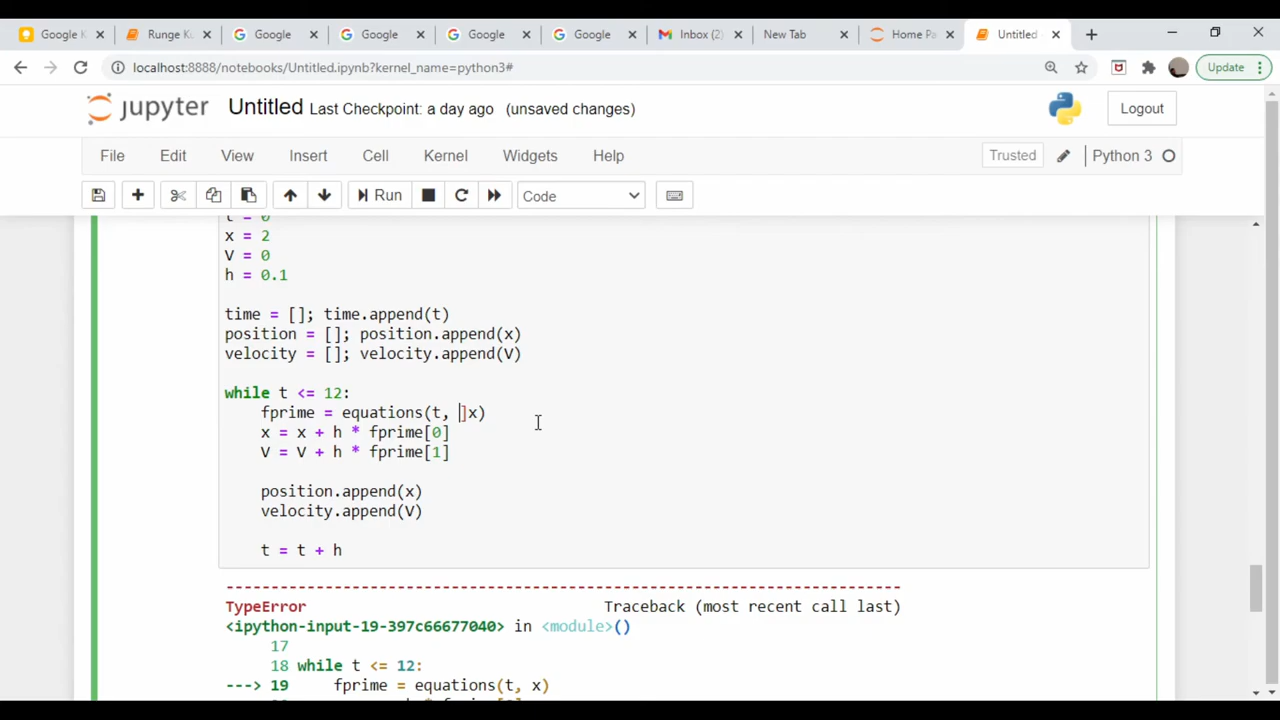 Google K
Runge Ku
Google
Google
Google
Google
Inbox (2)
New Tab
Home Pa
Untitled
localhost:8888/notebooks/Untitled.ipynb?kernel_name=python3#
Update
jupyter Untitled Last Checkpoint: a day ago (unsaved changes)
Logout
File Edit View Insert Cell Kernel Widgets Help
Trusted Python 3
Run Code
t = 0
x = 2
V = 0
h = 0.1
time = []; time.append(t)
position = []; position.append(x)
velocity = []; velocity.append(V)
while t <= 12:
fprime = equations(t, ]x)
x = x + h * fprime[0]
V = V + h * fprime[1]
position.append(x)
velocity.append(V)
t = t + h
---------------------------------------------------------------------------
TypeError Traceback (most recent call last)
<ipython-input-19-397c66677040> in <module>()
17
18 while t <= 12:
---> 19 fprime = equations(t, x)